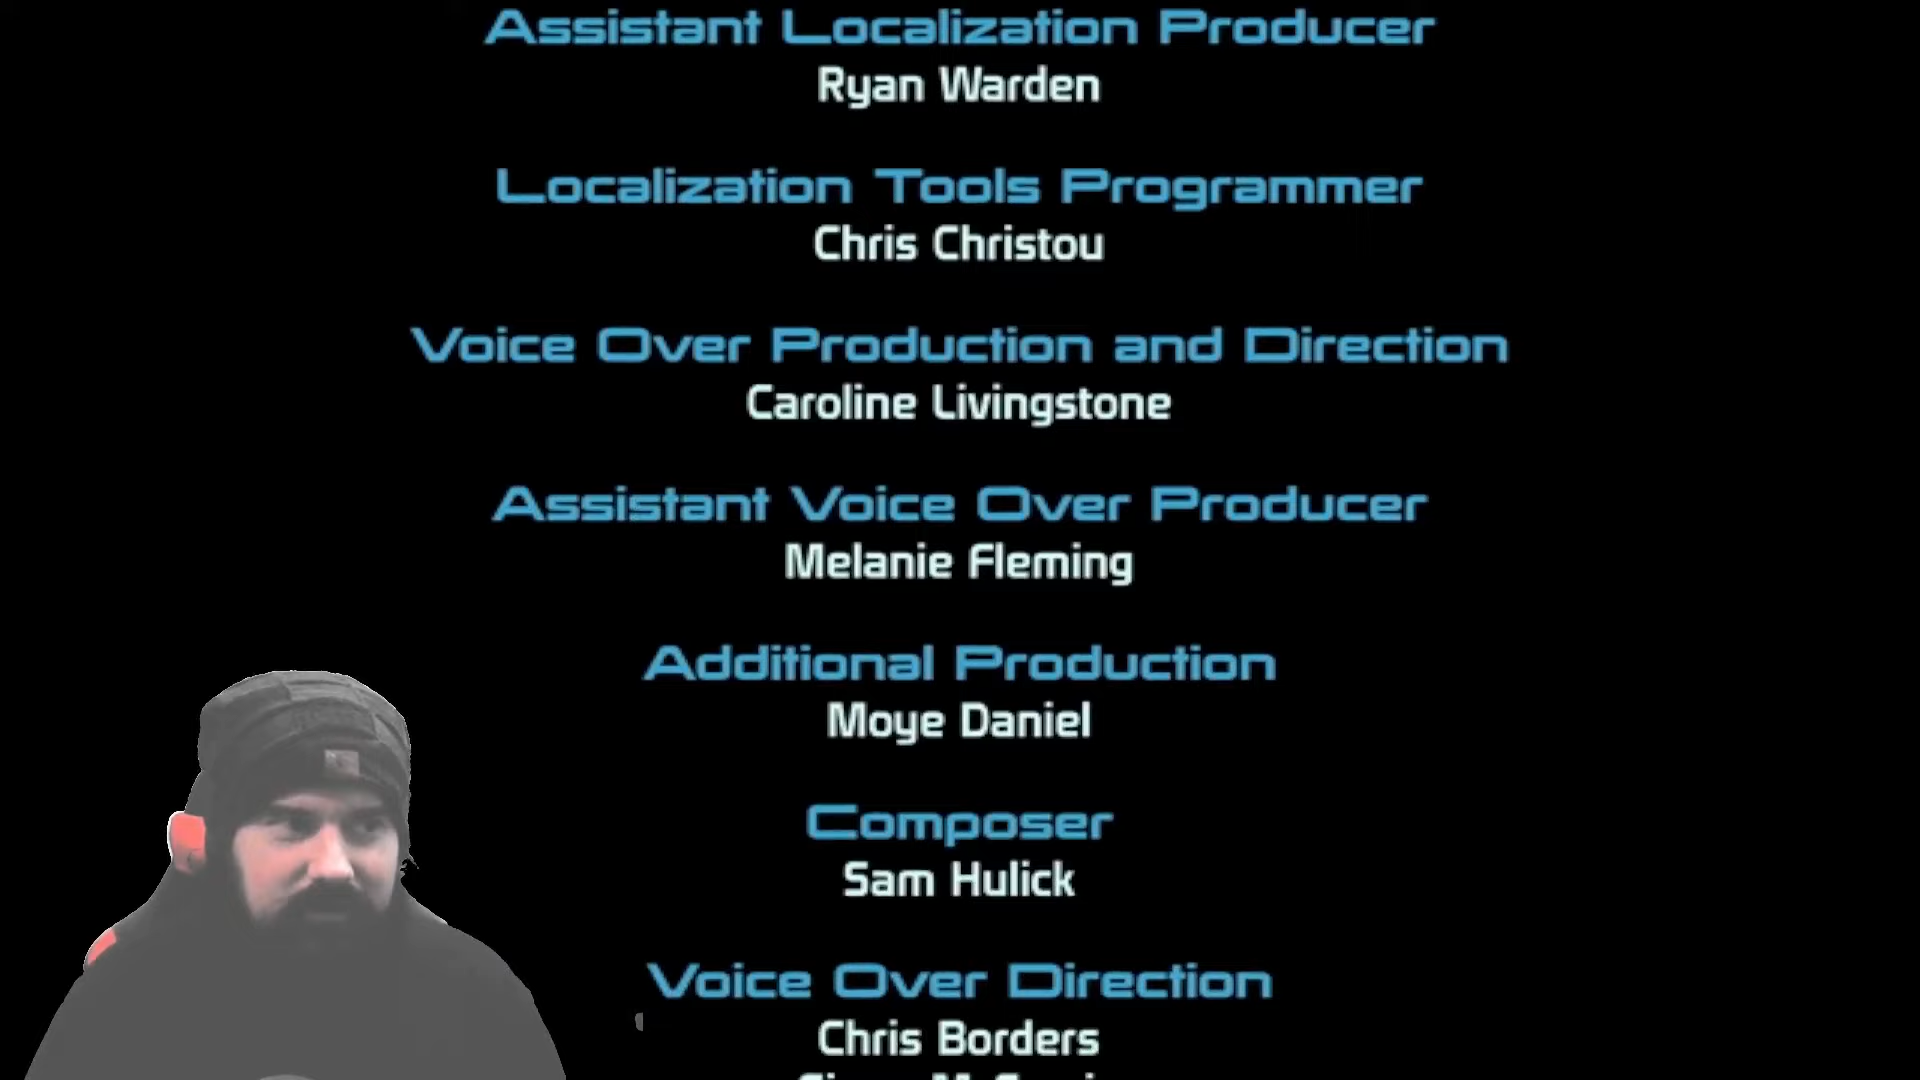 Assistant Localization Producer
Ryan Warden
Localization Tools Programmer
Chris Christou
Voice Over Production and Direction
Caroline Livingstone
Assistant Voice Over Producer
Melanie Fleming
Additional Production
Moye Daniel
Composer
Sam Hulick
Voice Over Direction
Chris Borders